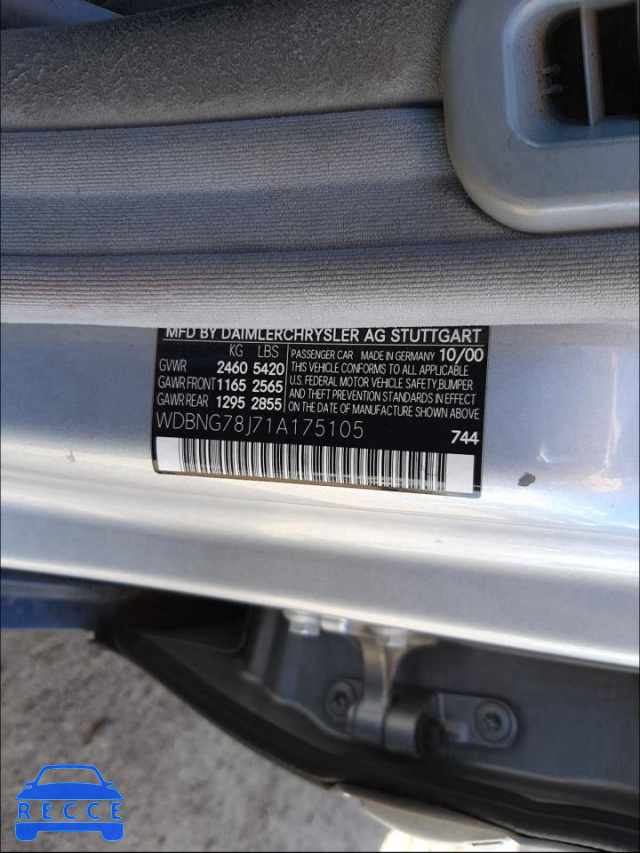 MFD BY DAIMLERCHRYSLER AG STUTTGART
KG LBS
GVWR 2460 5420
GAWR FRONT 1165 2565
GAWR REAR 1295 2855
PASSENGER CAR MADE IN GERMANY 10/00
THIS VEHICLE CONFORMS TO ALL APPLICABLE
U.S. FEDERAL MOTOR VEHICLE SAFETY, BUMPER
AND THEFT PREVENTION STANDARDS IN EFFECT
ON THE DATE OF MANUFACTURE SHOWN ABOVE.
WDBNG78J71A175105
744
RECCE